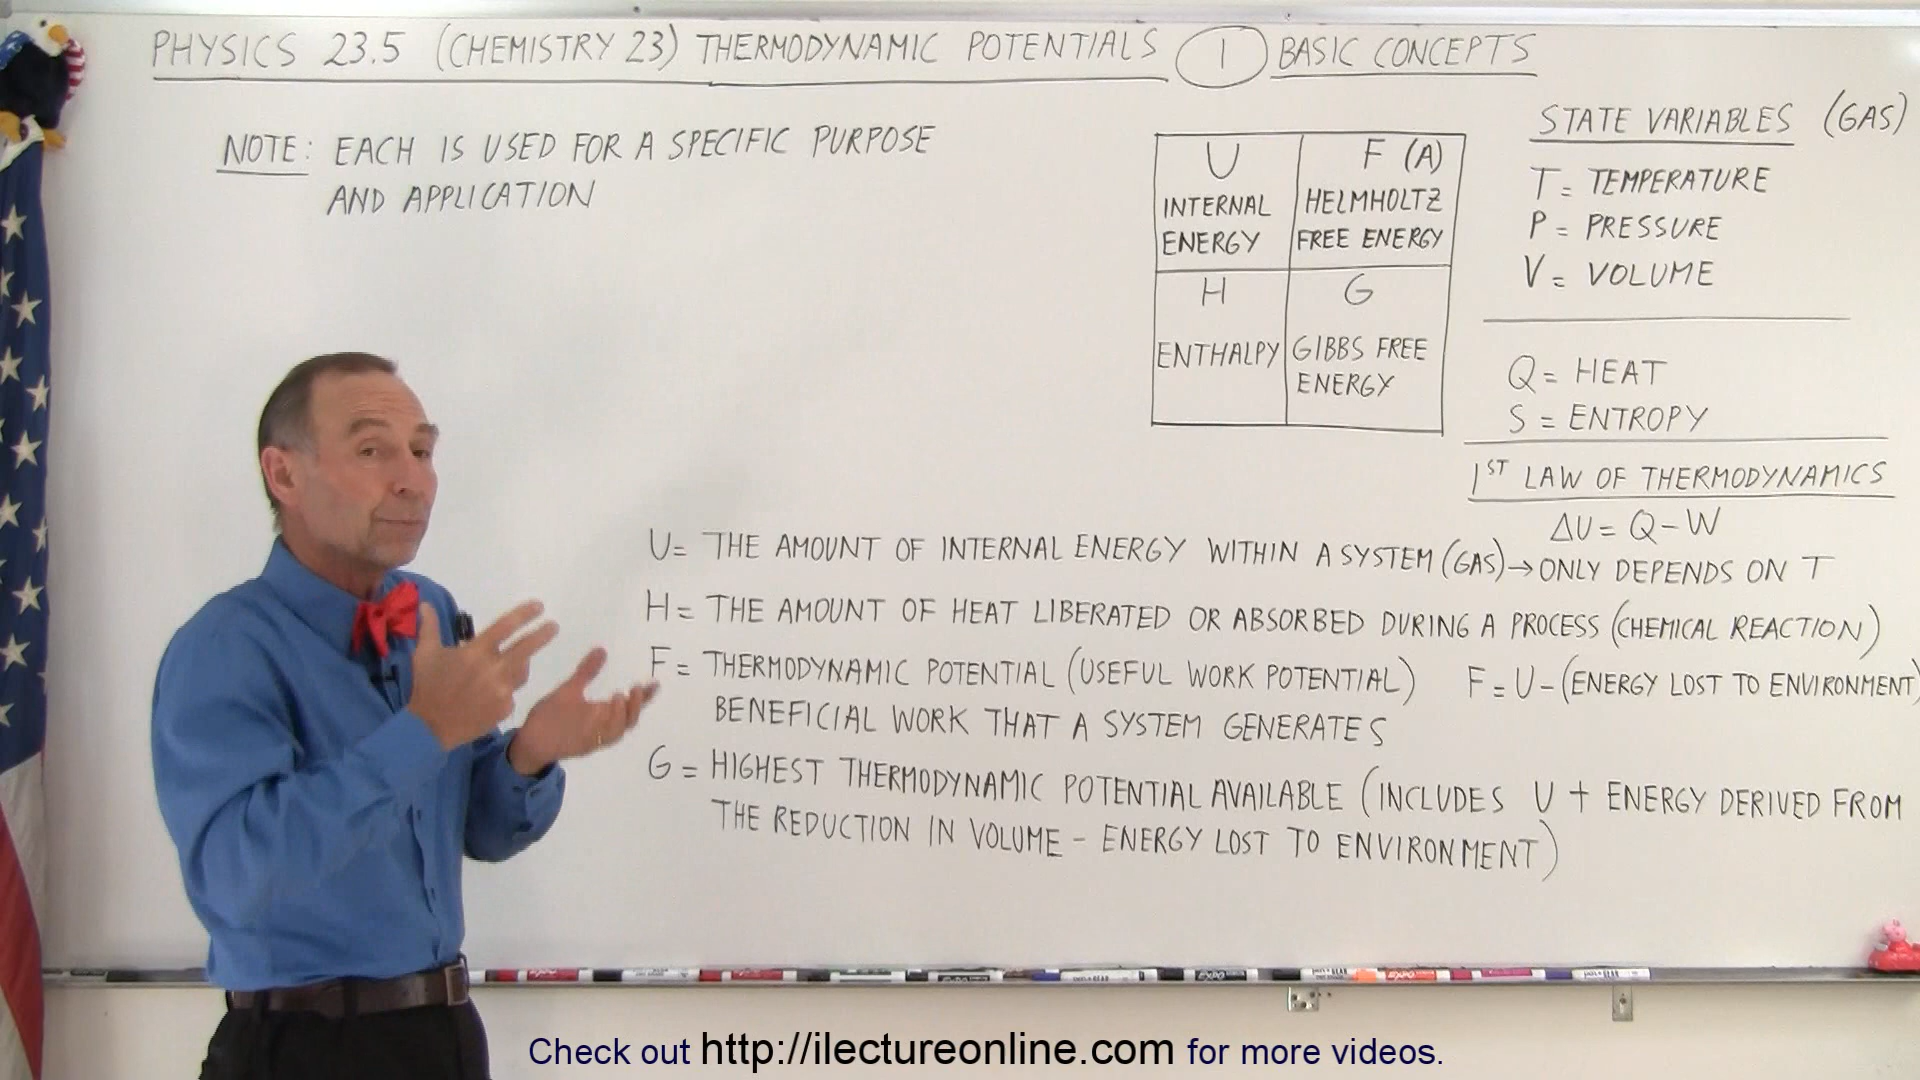 PHYSICS 23.5 (CHEMISTRY 23) THERMODYNAMIC POTENTIALS 1 BASIC CONCEPTS
NOTE: EACH IS USED FOR A SPECIFIC PURPOSE
AND APPLICATION
U
INTERNAL
ENERGY
F (A)
HELMHOLTZ
FREE ENERGY
H
ENTHALPY
G
GIBBS FREE
ENERGY
STATE VARIABLES (GAS)
T = TEMPERATURE
P = PRESSURE
V = VOLUME
Q = HEAT
S = ENTROPY
1ST LAW OF THERMODYNAMICS
ΔU = Q - W
U = THE AMOUNT OF INTERNAL ENERGY WITHIN A SYSTEM (GAS) → ONLY DEPENDS ON T
H = THE AMOUNT OF HEAT LIBERATED OR ABSORBED DURING A PROCESS (CHEMICAL REACTION)
F = THERMODYNAMIC POTENTIAL (USEFUL WORK POTENTIAL) F = U - (ENERGY LOST TO ENVIRONMENT)
BENEFICIAL WORK THAT A SYSTEM GENERATES
G = HIGHEST THERMODYNAMIC POTENTIAL AVAILABLE (INCLUDES U + ENERGY DERIVED FROM
THE REDUCTION IN VOLUME - ENERGY LOST TO ENVIRONMENT)
EXPO
EXPO
EXPO
Check out http://ilectureonline.com for more videos.